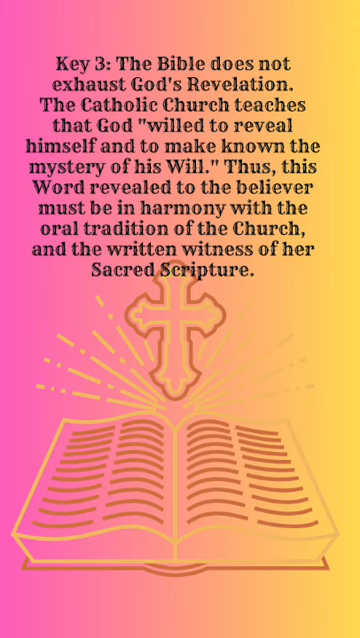 Key 3: The Bible does not
exhaust God's Revelation.
The Catholic Church teaches
that God "willed to reveal
himself and to make known the
mystery of his Will." Thus, this
Word revealed to the believer
must be in harmony with the
oral tradition of the Church,
and the written witness of her
Sacred Scripture.